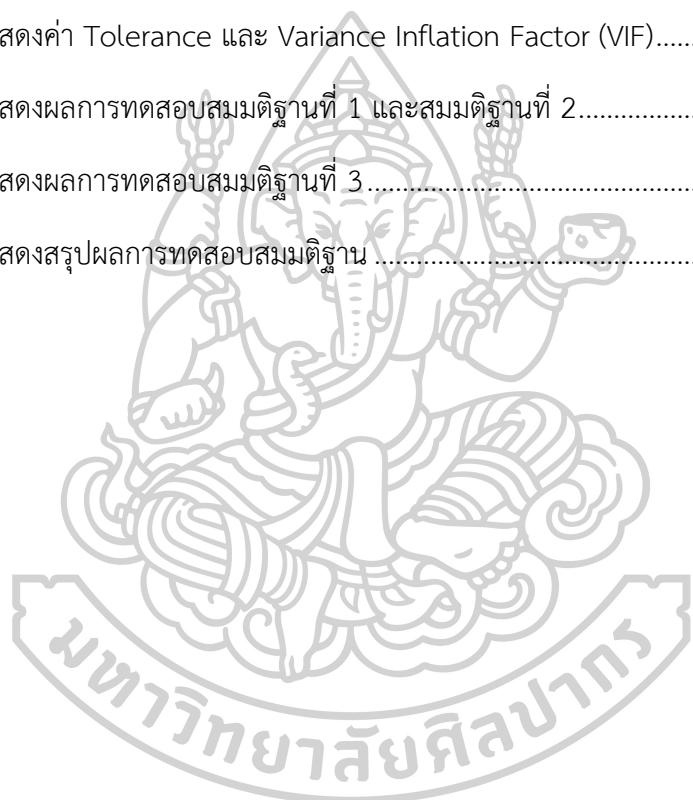 สดงค่า Tolerance และ Variance Inflation Factor (VIF)......
สดงผลการทดสอบสมมติฐานที่ 1 และสมมติฐานที่ 2................
สดงผลการทดสอบสมมติฐานที่ 3.............................................
สดงสรุปผลการทดสอบสมมติฐาน ............................................
มหาวิทยาลัยศิลปากร